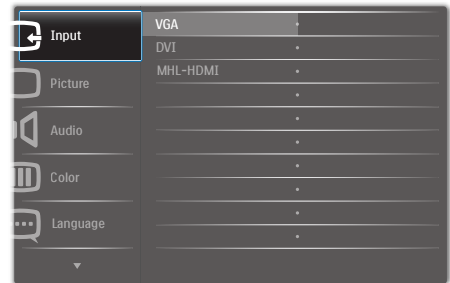 Input
Picture
Audio
Color
Language
VGA
DVI
MHL-HDMI